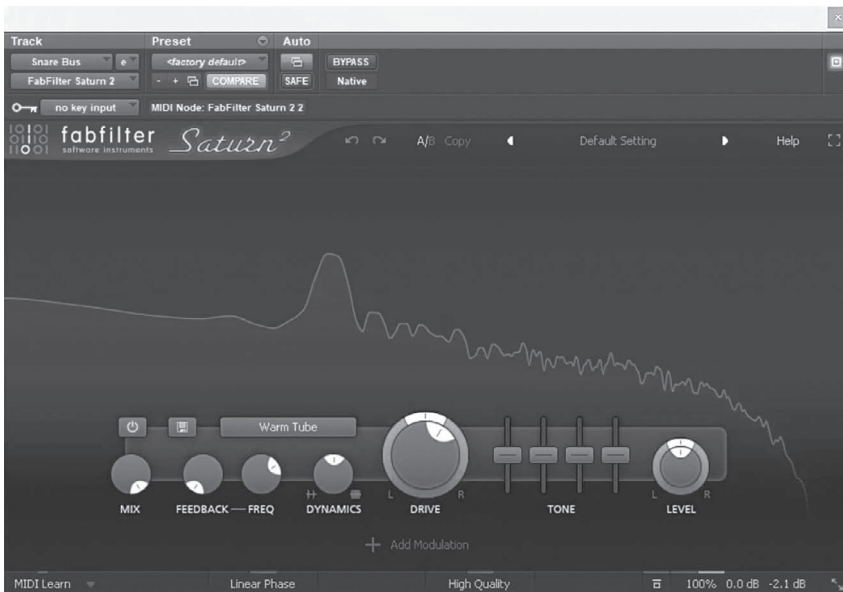 Track Preset Auto
Snare Bus e <factory default> BYPASS
FabFilter Saturn 2 - + COMPARE SAFE Native
no key input MIDI Node: FabFilter Saturn 2 2
fabfilter Saturn 2 A/B Copy Default Setting Help
software instruments
Warm Tube
L R L R
MIX FEEDBACK FREQ DYNAMICS DRIVE TONE LEVEL
+ Add Modulation
MIDI Learn Linear Phase High Quality 100% 0.0 dB -2.1 dB